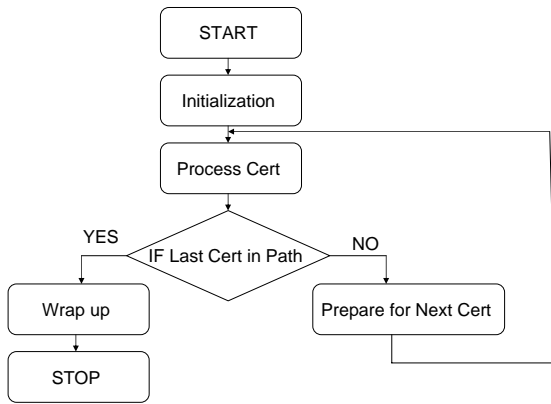 START
Initialization
Process Cert
IF Last Cert in Path
YES
NO
Wrap up
Prepare for Next Cert
STOP